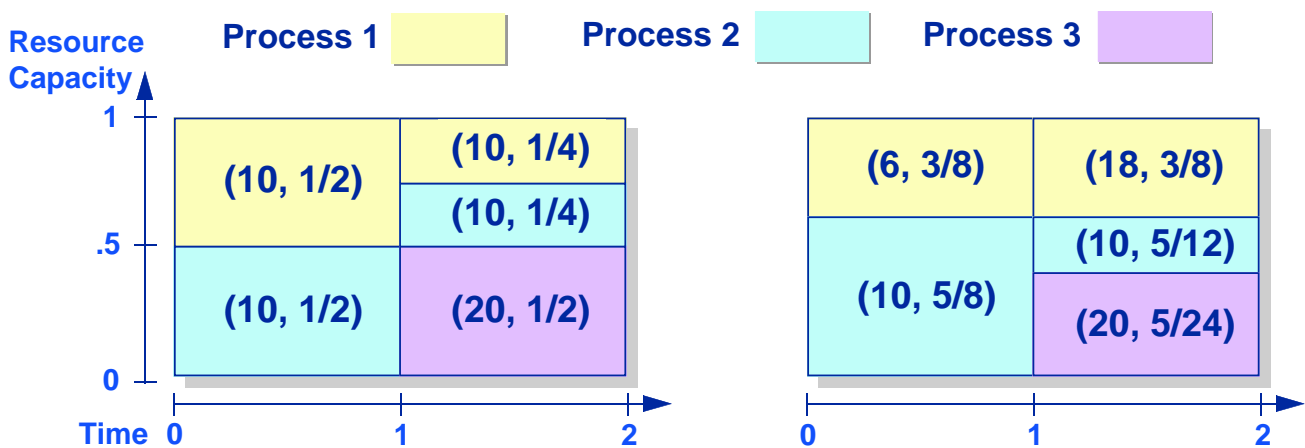 Resource
Capacity
Process 1
Process 2
Process 3
1
.5
0
(10, 1/2)
(10, 1/4)
(10, 1/4)
(10, 1/2)
(20, 1/2)
(6, 3/8)
(18, 3/8)
(10, 5/8)
(10, 5/12)
(20, 5/24)
Time 0 1 2
0 1 2